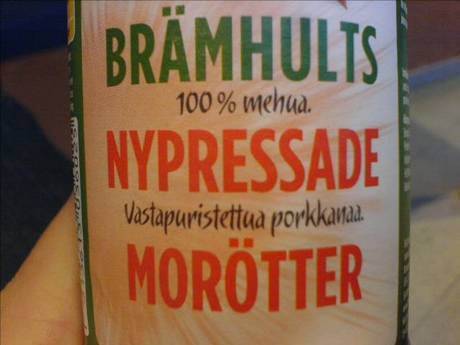 BRÄMHULTS
100% mehua.
NYPRESSADE
Vastapuristettua porkkanaa.
MORÖTTER